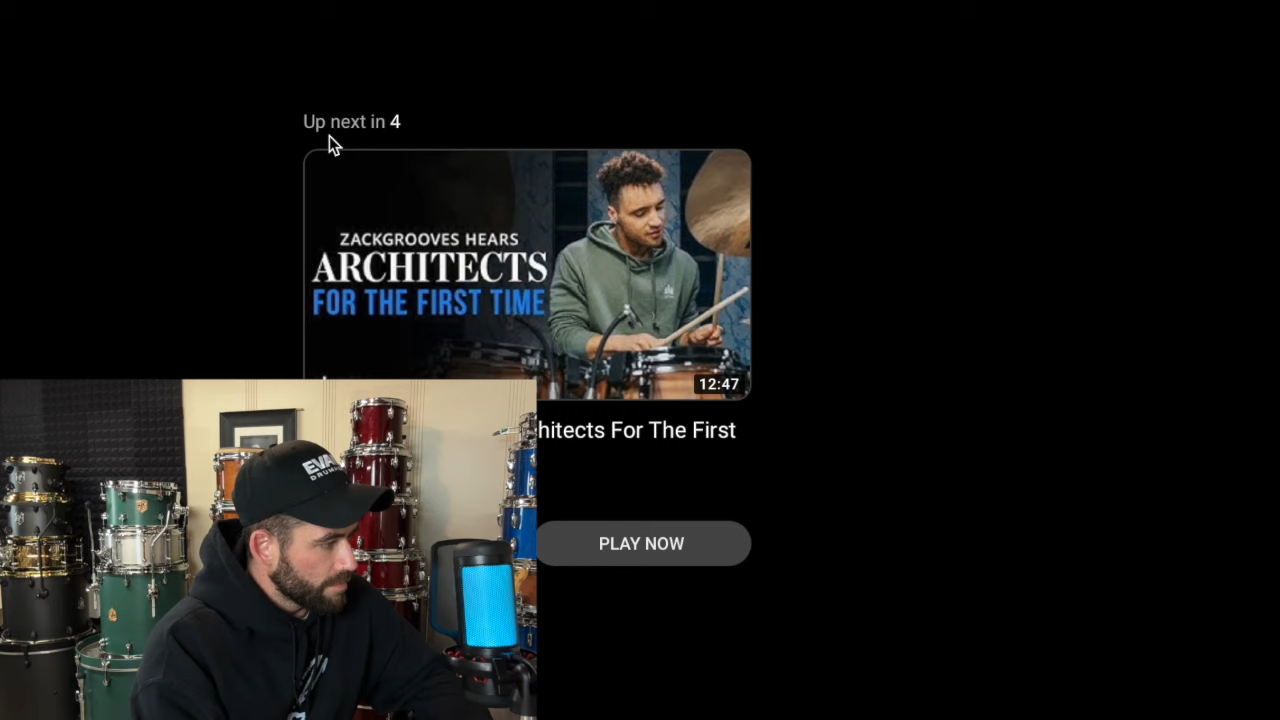 Up next in 4
ZACKGROOVES HEARS
ARCHITECTS
FOR THE FIRST TIME
12:47
hitects For The First
PLAY NOW